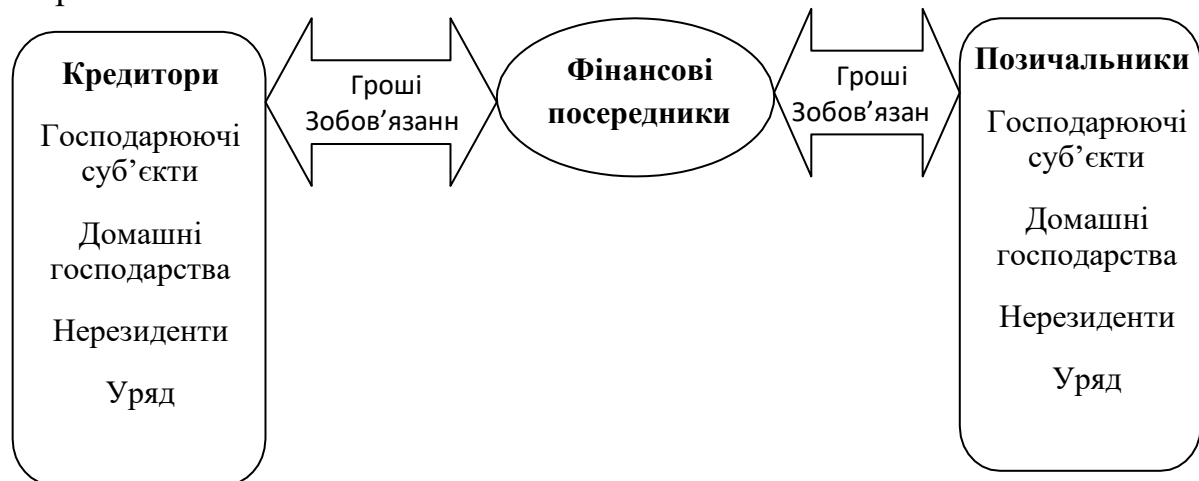 Кредитори
Господарюючі
суб’єкти
Домашні
господарства
Нерезиденти
Уряд
Гроші
Зобов’язанн
Фінансові
посередники
Гроші
Зобов’язан
Позичальники
Господарюючі
суб’єкти
Домашні
господарства
Нерезиденти
Уряд